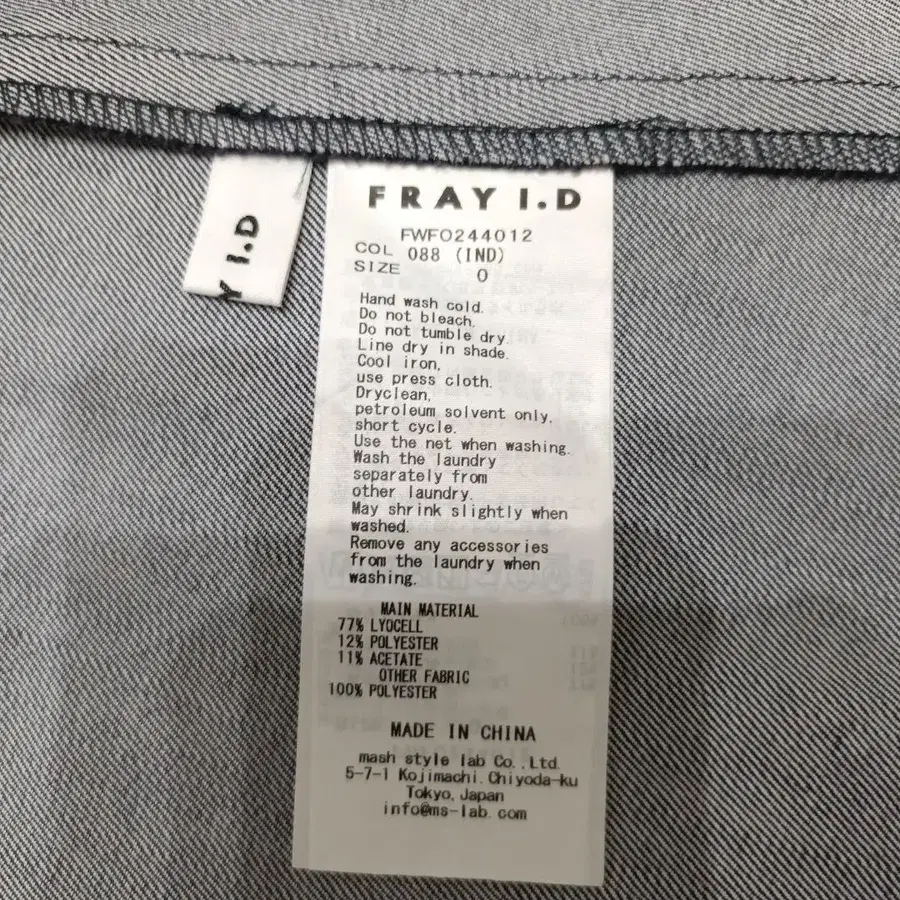 FRAY I.D
Y I.D
FWFO244012
COL 088 (IND)
SIZE 0
Hand wash cold.
Do not bleach.
Do not tumble dry.
Line dry in shade.
Cool iron,
use press cloth.
Dryclean,
petroleum solvent only,
short cycle.
Use the net when washing.
Wash the laundry
separately from
other laundry.
May shrink slightly when
washed.
Remove any accessories
from the laundry when
washing.
MAIN MATERIAL
77% LYOCELL
12% POLYESTER
11% ACETATE
OTHER FABRIC
100% POLYESTER
MADE IN CHINA
mash style lab Co.,Ltd.
5-7-1 Kojimachi,Chiyoda-ku
Tokyo,Japan
info@ms-lab.com